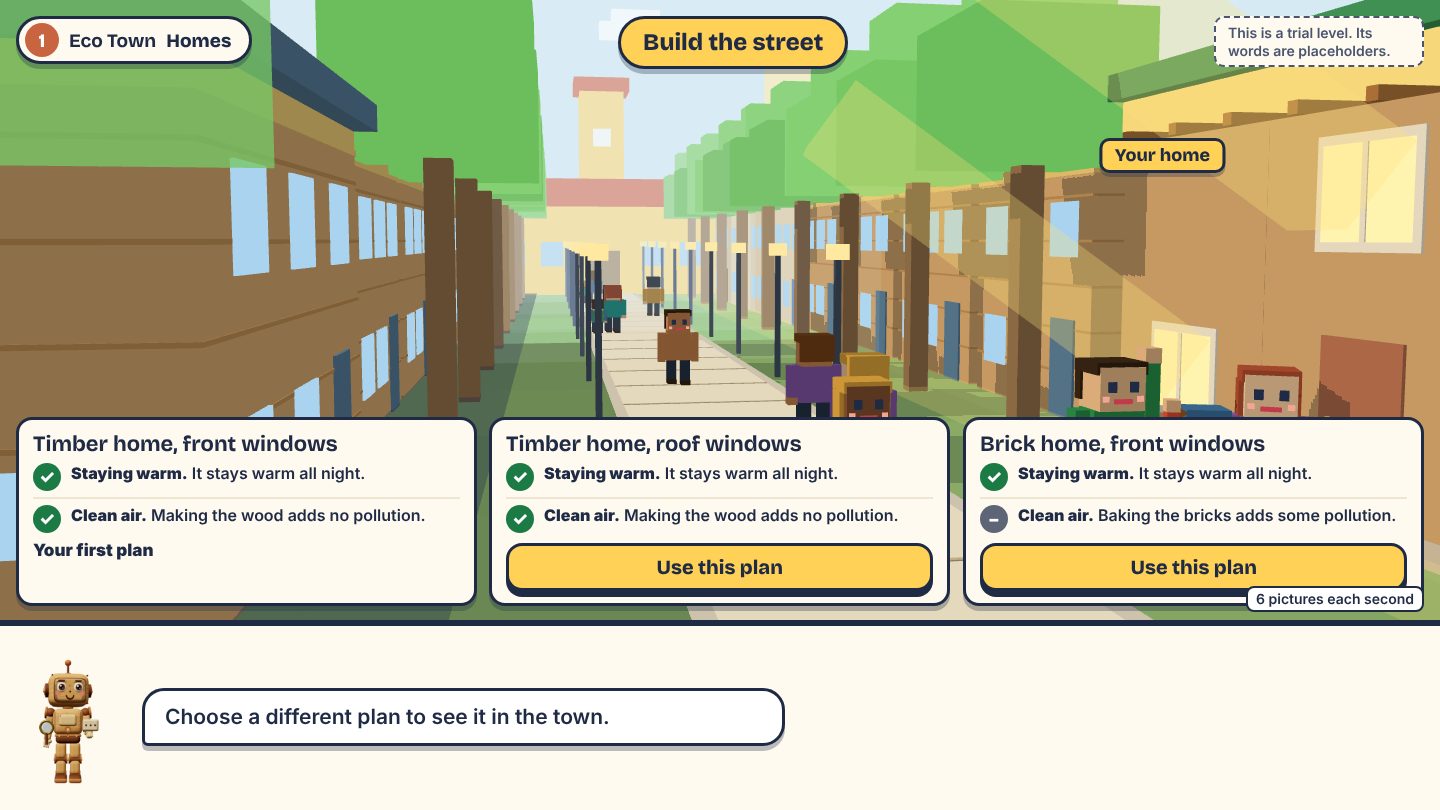 1 Eco Town Homes
Build the street
This is a trial level. Its
words are placeholders.
Your home
Timber home, front windows
Staying warm. It stays warm all night.
Clean air. Making the wood adds no pollution.
Your first plan
Timber home, roof windows
Staying warm. It stays warm all night.
Clean air. Making the wood adds no pollution.
Use this plan
Brick home, front windows
Staying warm. It stays warm all night.
Clean air. Baking the bricks adds some pollution.
Use this plan
6 pictures each second
Choose a different plan to see it in the town.